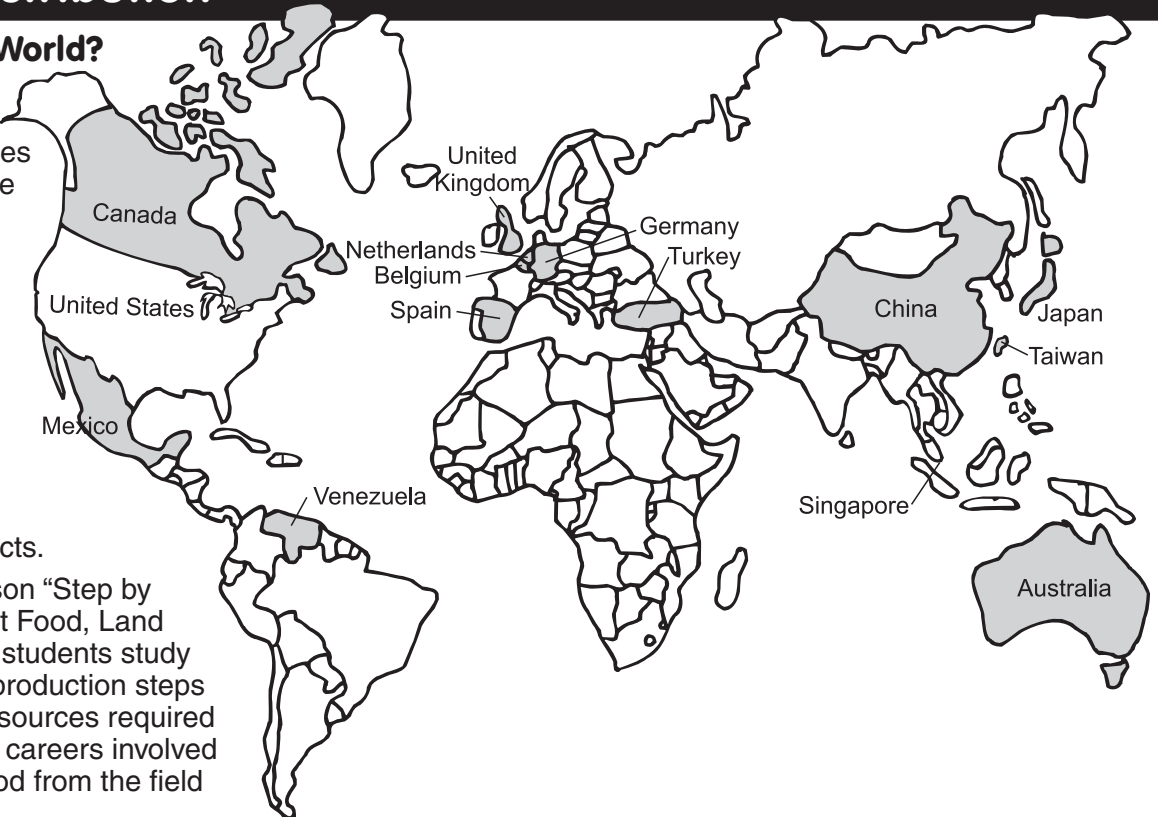 World?
es
e
Canada
United States
Mexico
Venezuela
United
Kingdom
Netherlands
Belgium
Spain
Germany
Turkey
China
Japan
Taiwan
Singapore
Australia
cts.
son “Step by
t Food, Land
students study
production steps
sources required
careers involved
od from the field